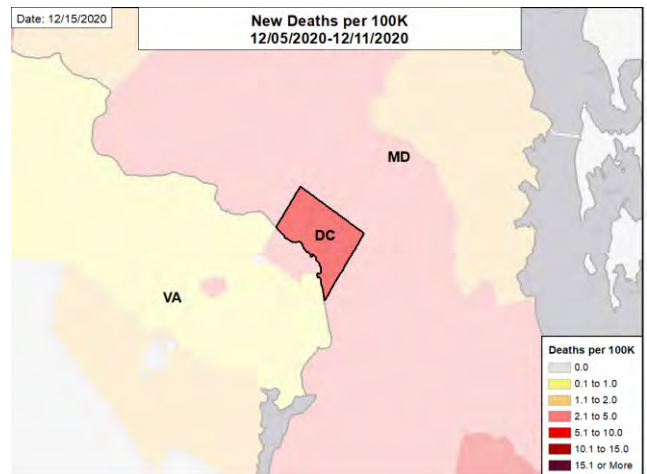 Date: 12/15/2020
New Deaths per 100K
12/05/2020-12/11/2020
MD
DC
VA
Deaths per 100K
0.0
0.1 to 1.0
1.1 to 2.0
2.1 to 5.0
5.1 to 10.0
10.1 to 15.0
15.1 or More